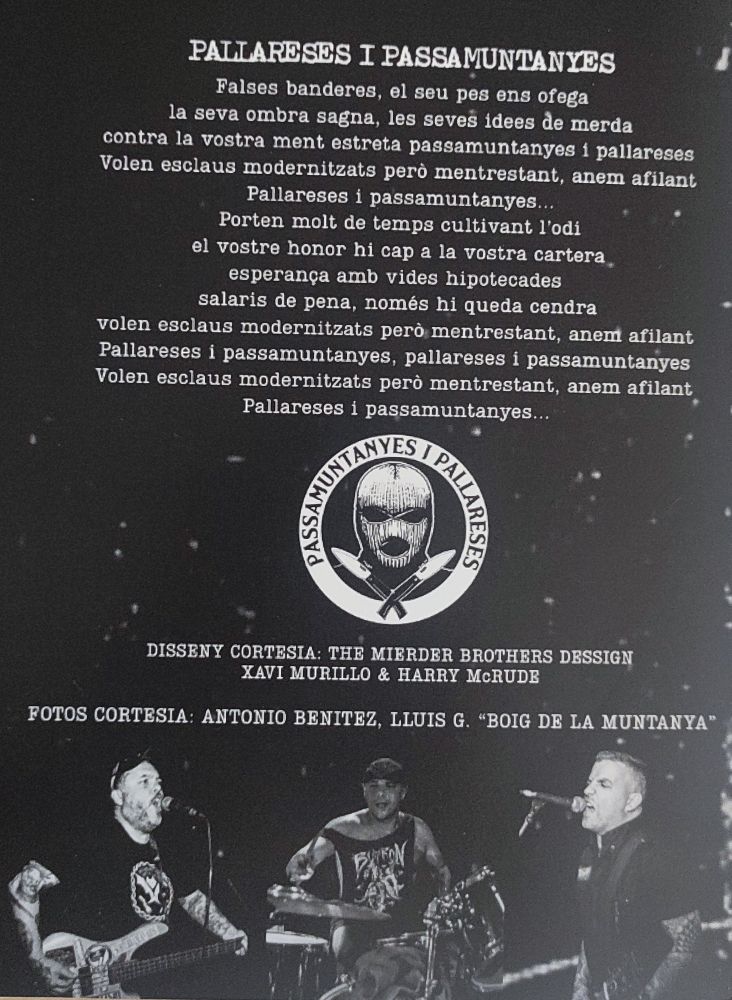 PALLARESES I PASSAMUNTANYES
Falses banderes, el seu pes ens ofega
la seva ombra sagna, les seves idees de merda
contra la vostra ment estreta passamuntanyes i pallareses
Volen esclaus modernitzats però mentrestant, anem afilant
Pallareses i passamuntanyes...
Porten molt de temps cultivant l'odi
el vostre honor hi cap a la vostra cartera
esperança amb vides hipotecades
salaris de pena, només hi queda cendra
volen esclaus modernitzats però mentrestant, anem afilant
Pallareses i passamuntanyes, pallareses i passamuntanyes
Volen esclaus modernitzats però mentrestant, anem afilant
Pallareses i passamuntanyes...
PASSAMUNTANYES I PALLARESES
DISSENY CORTESIA: THE MIERDER BROTHERS DESSIGN
XAVI MURILLO & HARRY McRUDE
FOTOS CORTESIA: ANTONIO BENITEZ, LLUIS G. "BOIG DE LA MUNTANYA"